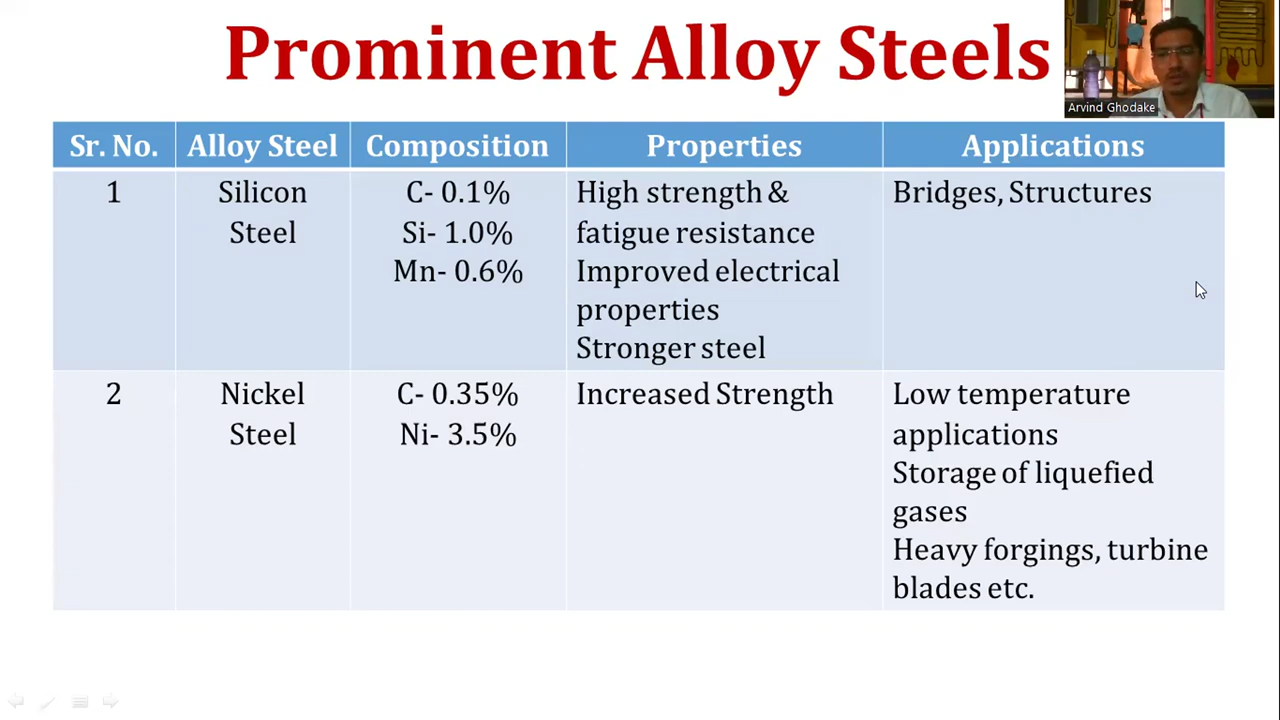 Prominent Alloy Steels
Arvind Ghodake
Sr. No.
Alloy Steel
Composition
Properties
Applications
1
Silicon
Steel
C- 0.1%
Si- 1.0%
Mn- 0.6%
High strength &
fatigue resistance
Improved electrical
properties
Stronger steel
Bridges, Structures
2
Nickel
Steel
C- 0.35%
Ni- 3.5%
Increased Strength
Low temperature
applications
Storage of liquefied
gases
Heavy forgings, turbine
blades etc.